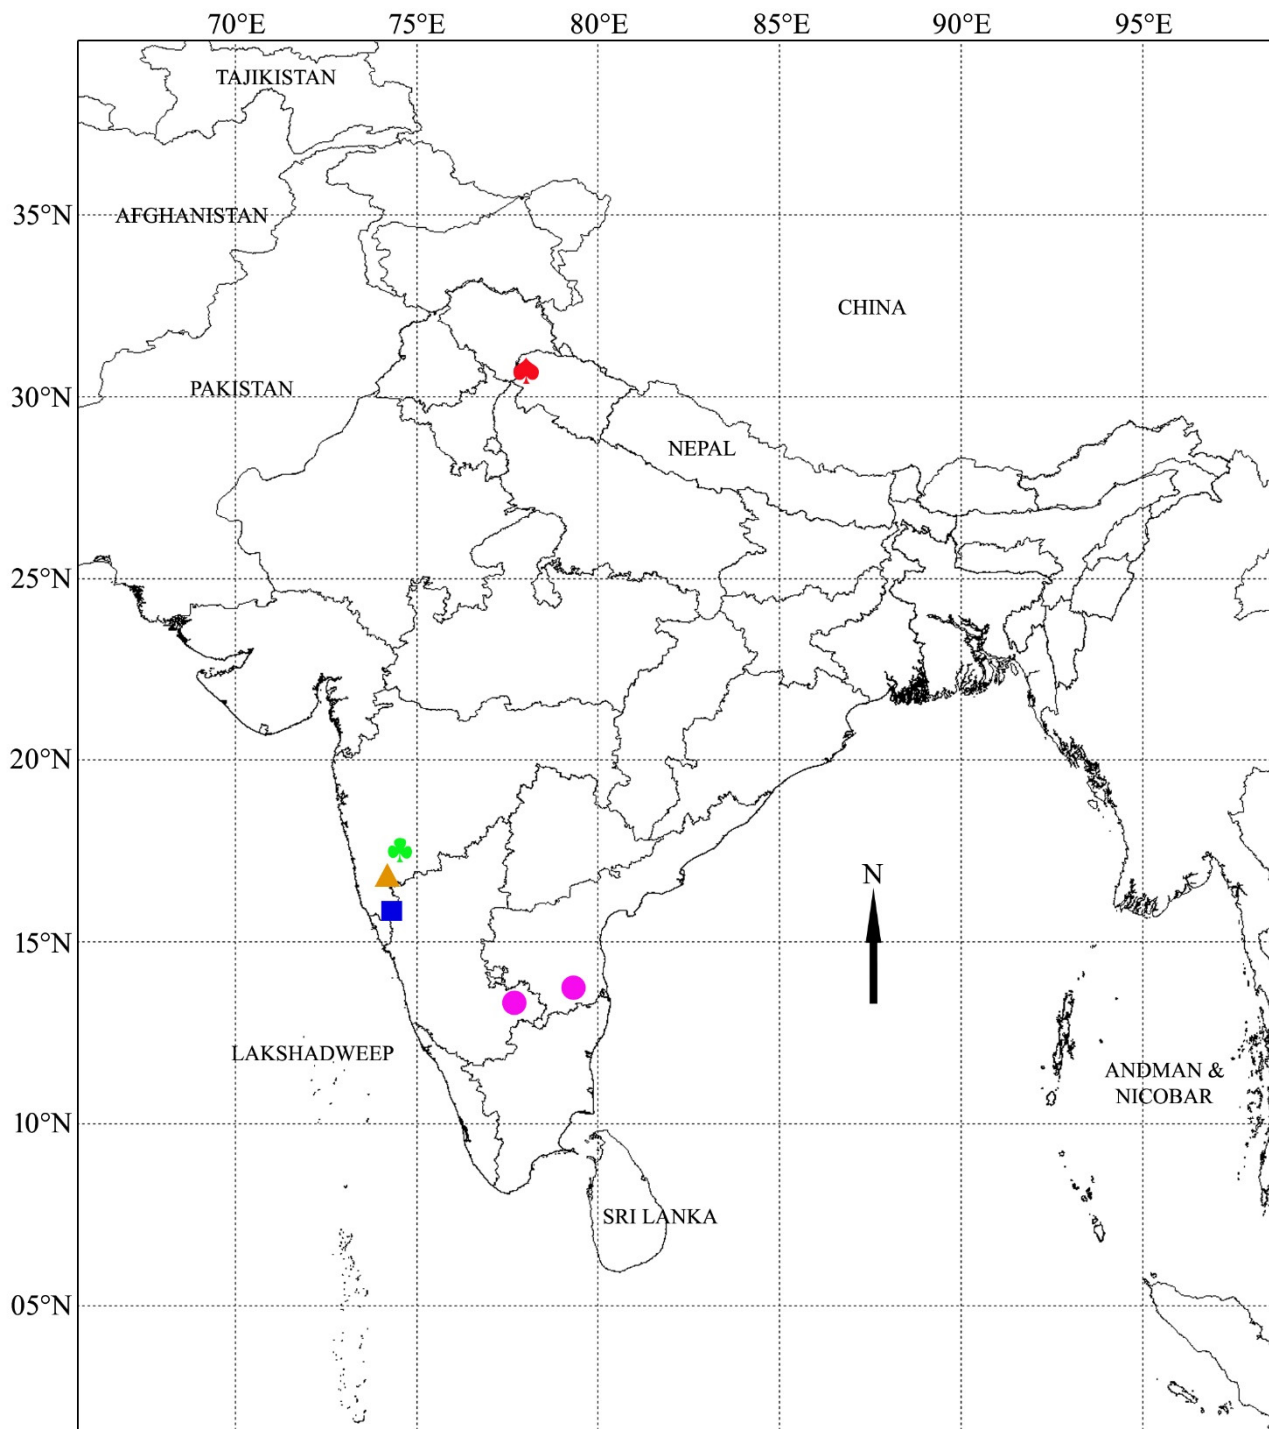 70°E 75°E 80°E 85°E 90°E 95°E
TAJIKISTAN
35°N
AFGHANISTAN
CHINA
PAKISTAN
30°N
NEPAL
25°N
20°N
N
15°N
LAKSHADWEEP
ANDMAN &
NICOBAR
10°N
SRI LANKA
05°N